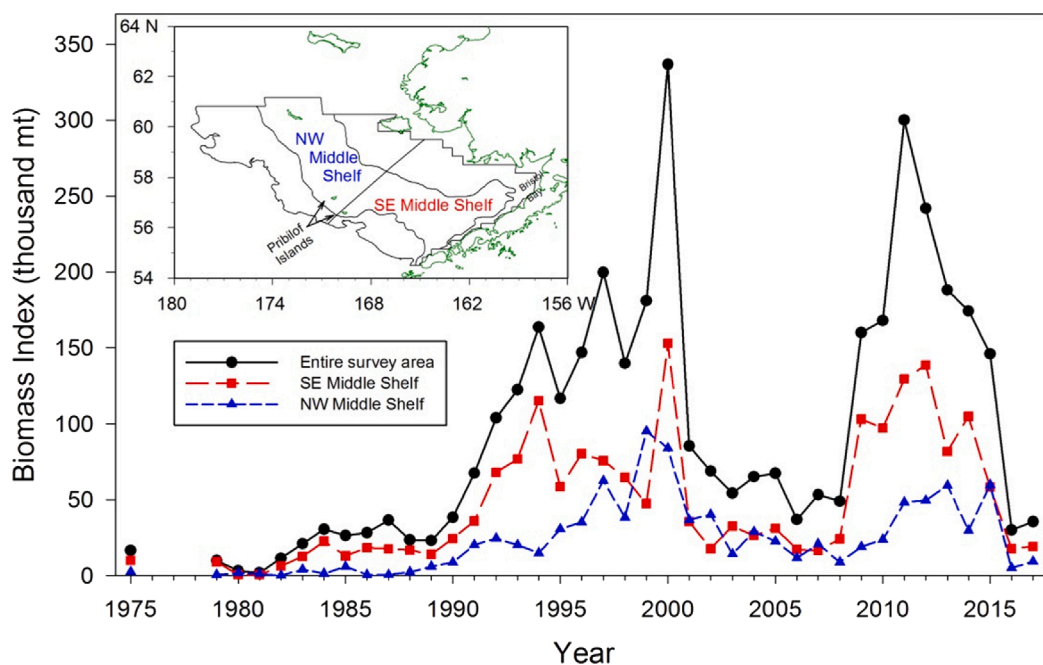 350
300
250
200
150
100
50
0
Biomass Index (thousand mt)
64 N
62
60
58
56
54
180
174
168
162
156 W
NW
Middle
Shelf
SE Middle Shelf
Bristol
Bay
Pribilof
Islands
Entire survey area
SE Middle Shelf
NW Middle Shelf
1975
1980
1985
1990
1995
2000
2005
2010
2015
Year